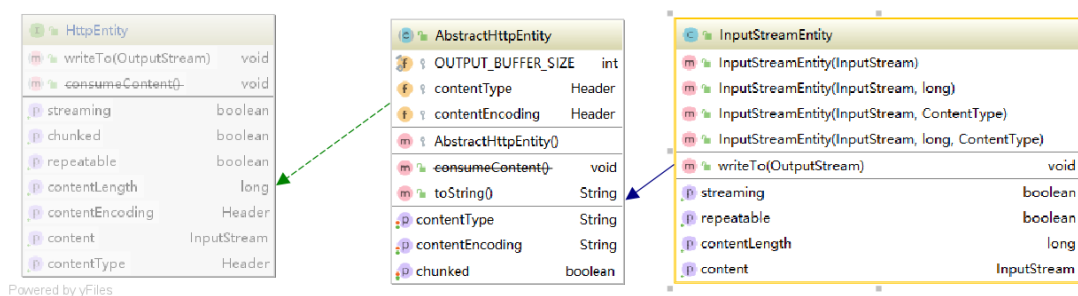 HttpEntity
writeTo(OutputStream) void
consumeContent() void
streaming boolean
chunked boolean
repeatable boolean
contentLength long
contentEncoding Header
content InputStream
contentType Header
Powered by yFiles
AbstractHttpEntity
OUTPUT_BUFFER_SIZE int
contentType Header
contentEncoding Header
AbstractHttpEntity()
consumeContent() void
toString() String
contentType String
contentEncoding String
chunked boolean
InputStreamEntity
InputStreamEntity(InputStream)
InputStreamEntity(InputStream, long)
InputStreamEntity(InputStream, ContentType)
InputStreamEntity(InputStream, long, ContentType)
writeTo(OutputStream) void
streaming boolean
repeatable boolean
contentLength long
content InputStream